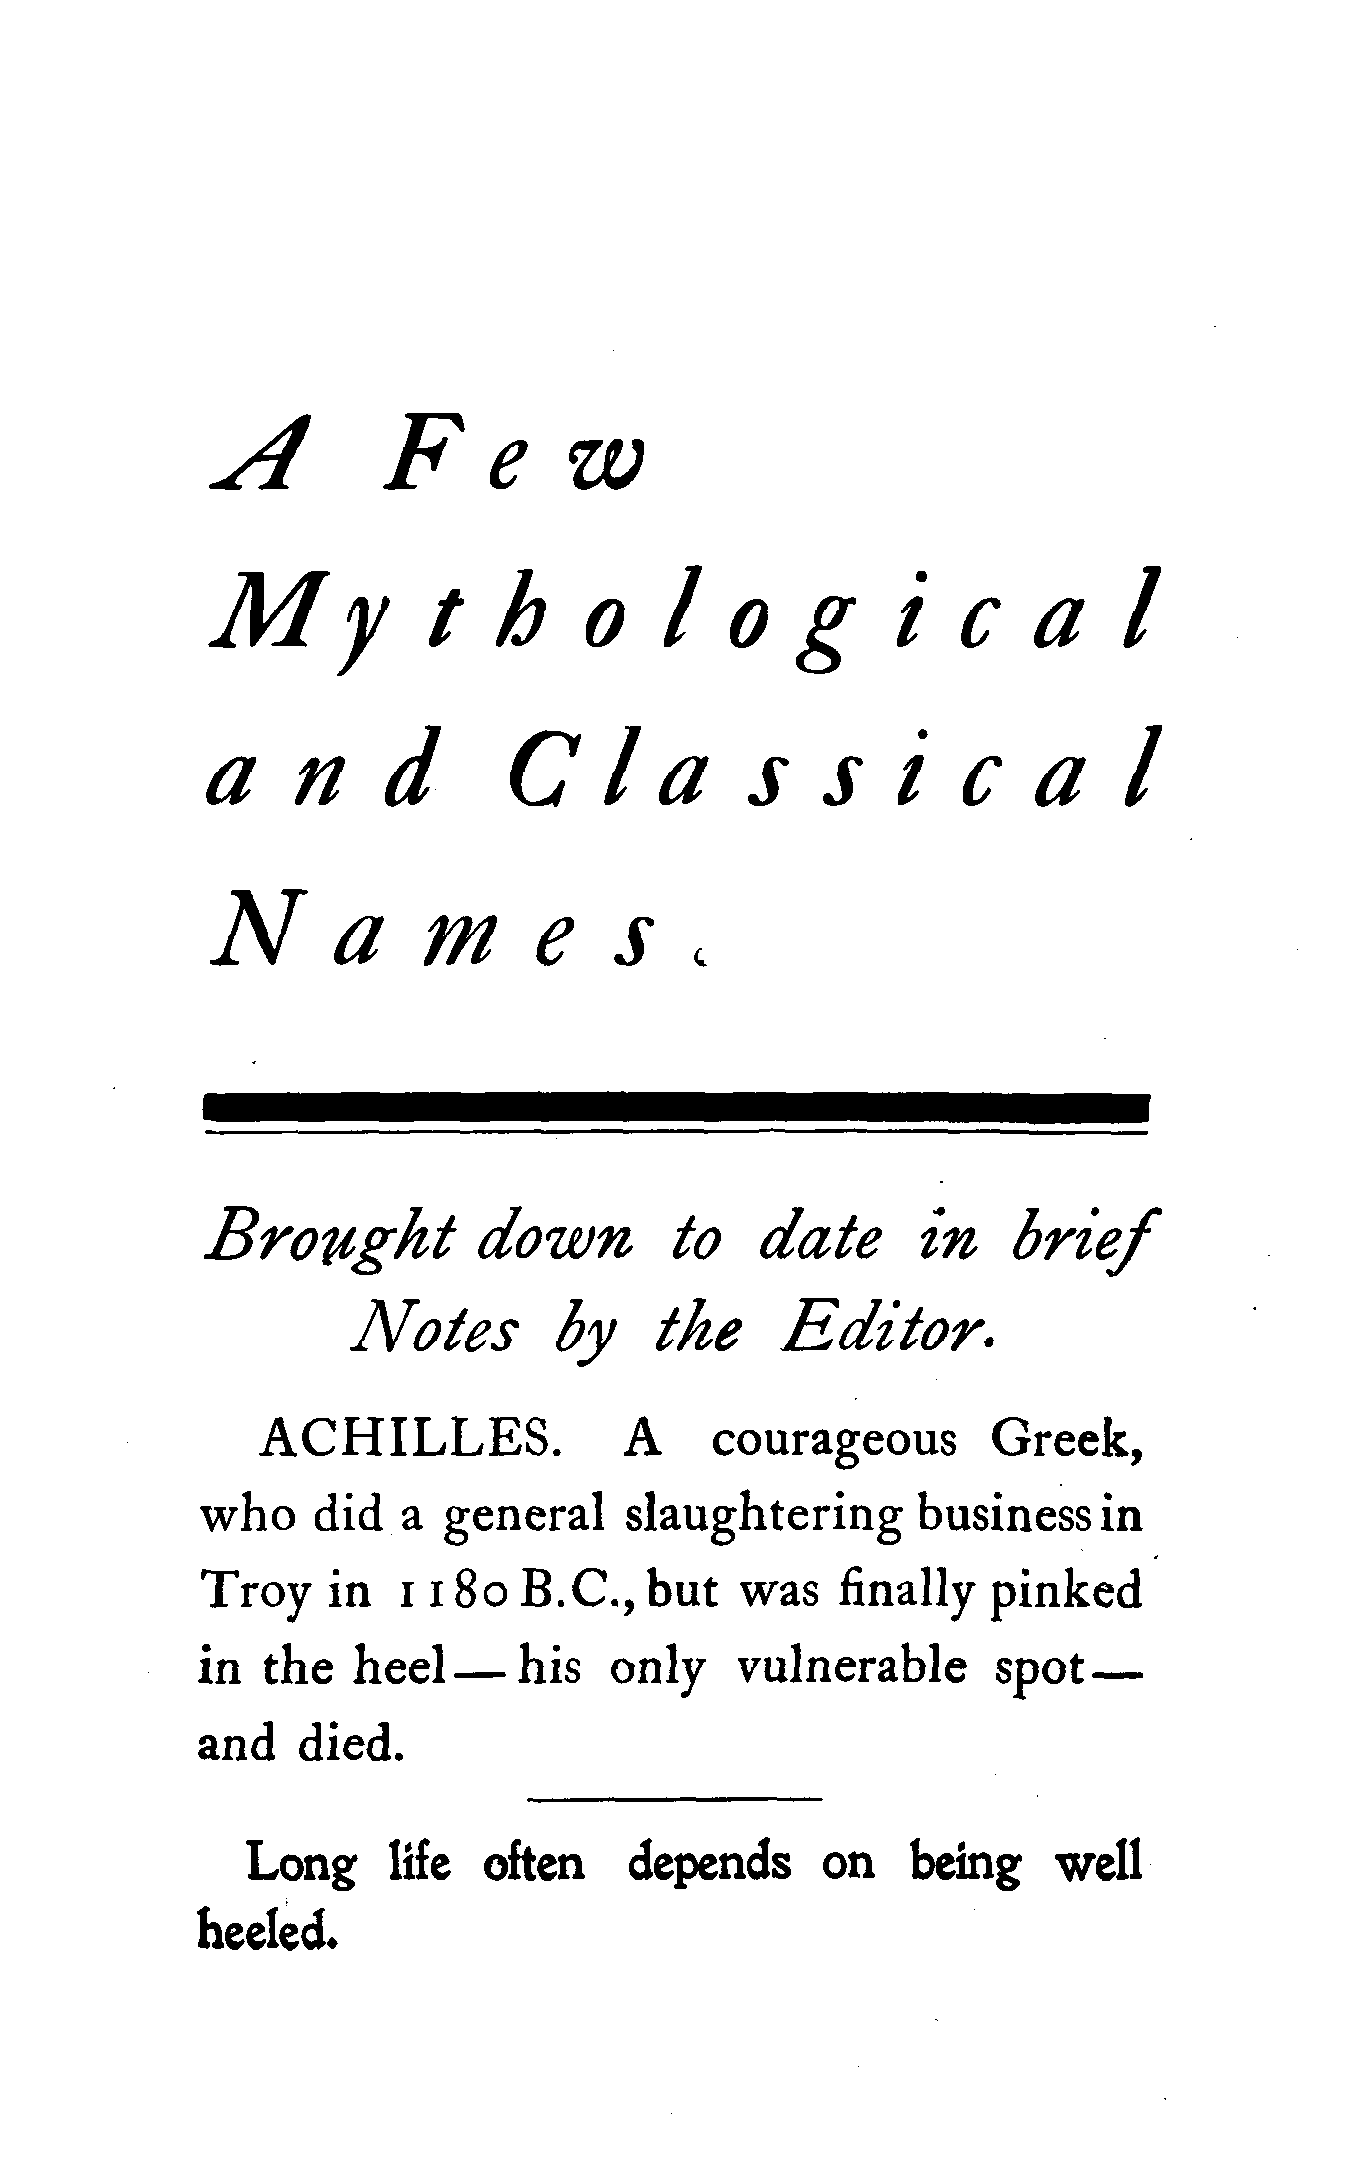 A Few
Mythological
and Classical
Names.
Brought down to date in brief
Notes by the Editor.
ACHILLES. A courageous Greek,
who did a general slaughtering business in
Troy in 1180 B.C., but was finally pinked
in the heel—his only vulnerable spot—
and died.
Long life often depends on being well
heeled.